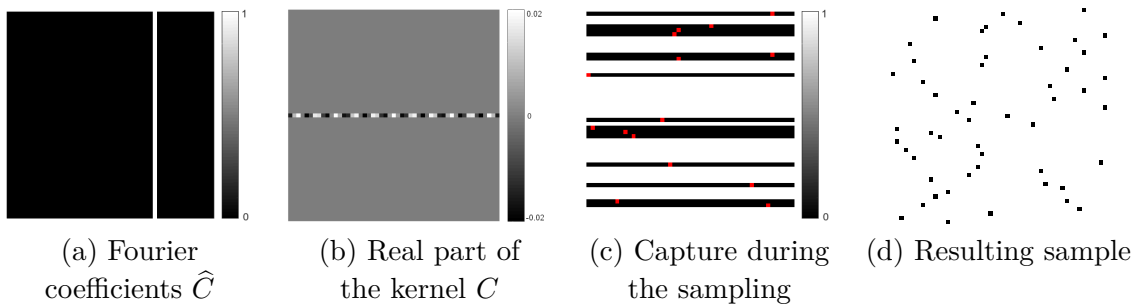 1
0
0.02
0
-0.02
1
0
(a) Fourier
coefficients Ĉ
(b) Real part of
the kernel C
(c) Capture during
the sampling
(d) Resulting sample